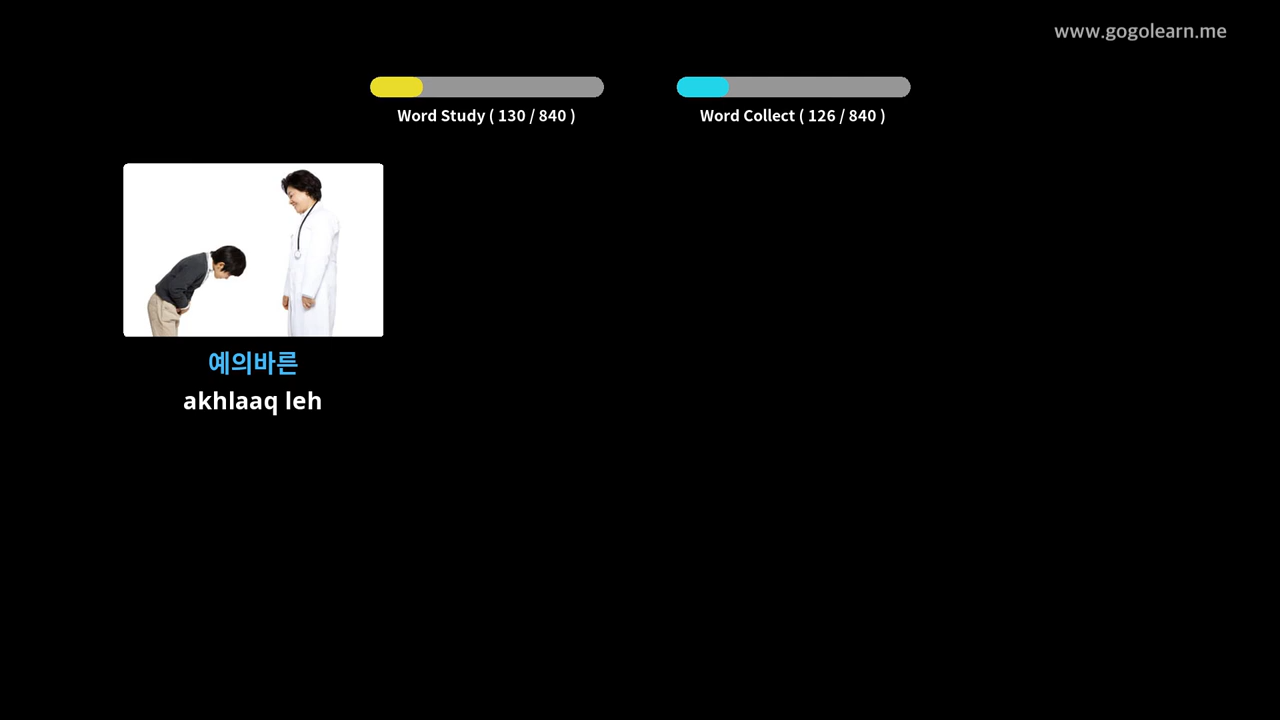 www.gogolearn.me
Word Study ( 130 / 840 )
Word Collect ( 126 / 840 )
예의바른
akhlaaq leh